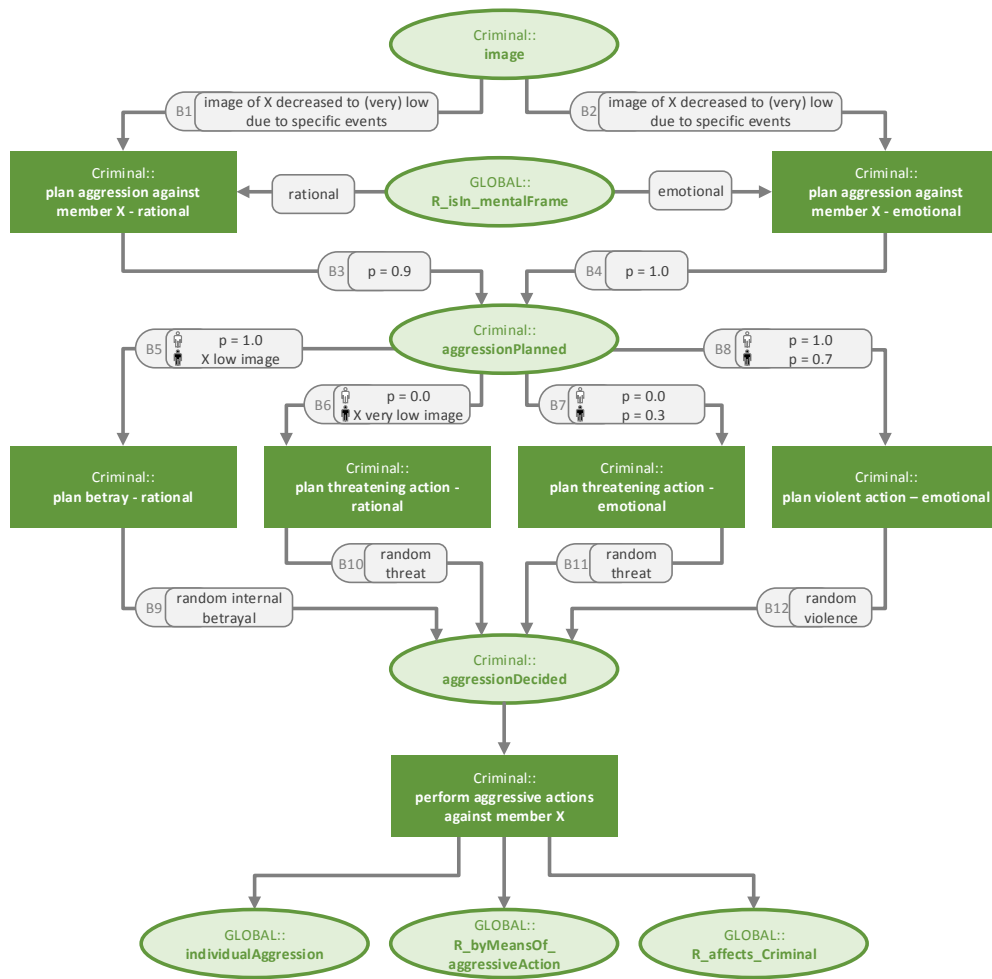 Criminal::
image
B1
image of X decreased to (very) low
due to specific events
B2
image of X decreased to (very) low
due to specific events
Criminal::
plan aggression against
member X - rational
rational
GLOBAL::
R_isIn_mentalFrame
emotional
Criminal::
plan aggression against
member X - emotional
B3
p = 0.9
B4
p = 1.0
Criminal::
aggressionPlanned
B5
p = 1.0
X low image
B8
p = 1.0
p = 0.7
B6
p = 0.0
X very low image
B7
p = 0.0
p = 0.3
Criminal::
plan betray - rational
Criminal::
plan threatening action -
rational
Criminal::
plan threatening action -
emotional
Criminal::
plan violent action – emotional
B10
random
threat
B11
random
threat
B9
random internal
betrayal
B12
random
violence
Criminal::
aggressionDecided
Criminal::
perform aggressive actions
against member X
GLOBAL::
individualAggression
GLOBAL::
R_byMeansOf_
aggressiveAction
GLOBAL::
R_affects_Criminal